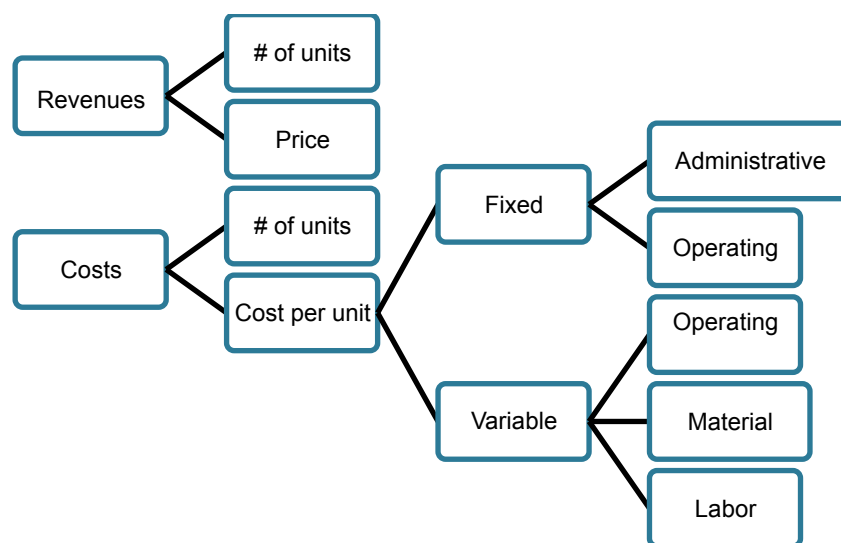 Revenues
# of units
Price
Costs
# of units
Cost per unit
Fixed
Administrative
Operating
Variable
Operating
Material
Labor